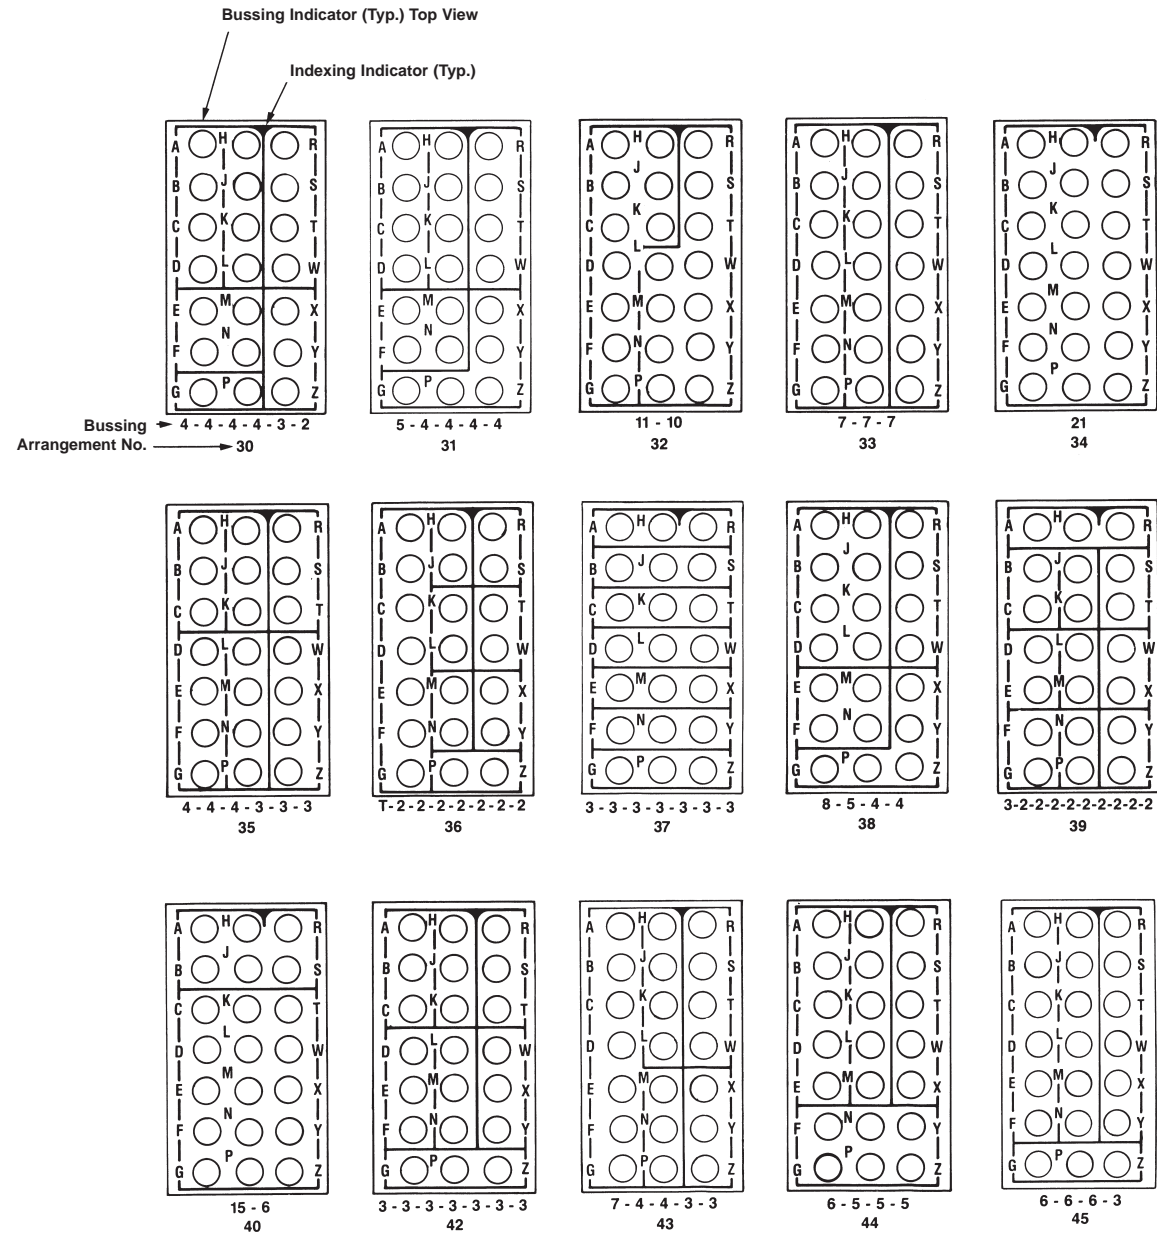 Bussing Indicator (Typ.) Top View
Indexing Indicator (Typ.)
A H R A H R A H R A H R A H R
B J S B J S B J S B J S B J S
C K T C K T C K T C K T C K T
D L W D L W D L W D L W D L W
E M X E M X E M X E M X E M X
F N Y F N Y F N Y F N Y F N Y
G P Z G P Z G P Z G P Z G P Z
Bussing 4 - 4 - 4 - 4 - 3 - 2 5 - 4 - 4 - 4 - 4 11 - 10 7 - 7 - 7 21
Arrangement No. 30 31 32 33 34
A H R A H R A H R A H R A H R
B J S B J S B J S B J S B J S
C K T C K T C K T C K T C K T
D L W D L W D L W D L W D L W
E M X E M X E M X E M X E M X
F N Y F N Y F N Y F N Y F N Y
G P Z G P Z G P Z G P Z G P Z
4 - 4 - 4 - 3 - 3 - 3 T-2 - 2 - 2 - 2 - 2 - 2 - 2 3 - 3 - 3 - 3 - 3 - 3 - 3 8 - 5 - 4 - 4 3-2-2-2-2-2-2-2-2-2
35 36 37 38 39
A H R A H R A H R A H R A H R
B J S B J S B J S B J S B J S
C K T C K T C K T C K T C K T
D L W D L W D L W D L W D L W
E M X E M X E M X E M X E M X
F N Y F N Y F N Y F N Y F N Y
G P Z G P Z G P Z G P Z G P Z
15 - 6 3 - 3 - 3 - 3 - 3 - 3 - 3 7 - 4 - 4 - 3 - 3 6 - 5 - 5 - 5 6 - 6 - 6 - 3
40 42 43 44 45